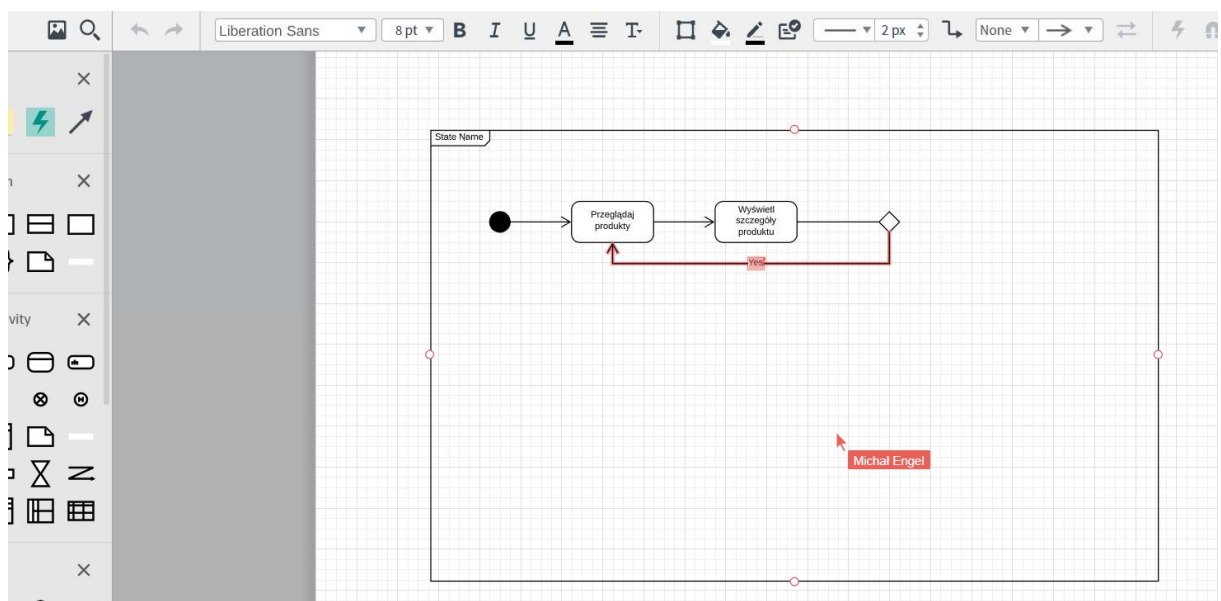 Liberation Sans
8 pt
B
I
U
A
T
2 px
None
State Name
Przeglądaj
produkty
Wyświetl
szczegóły
produktu
Yes
vity
Michał Engel